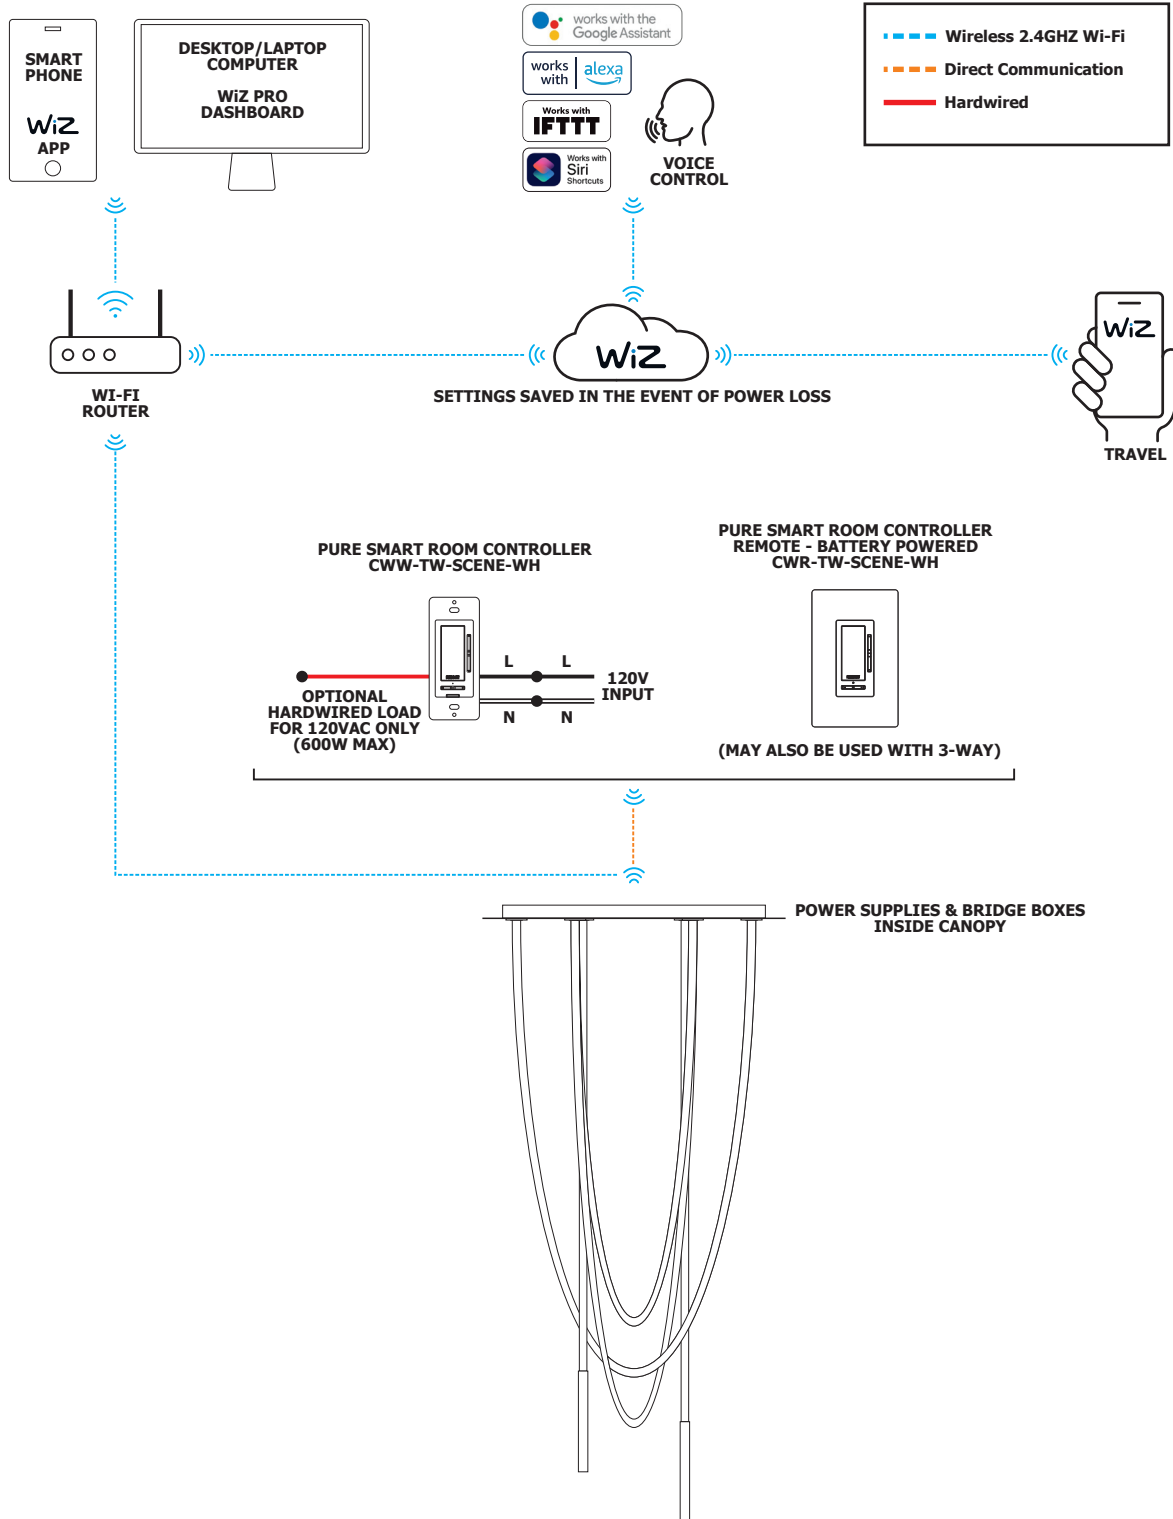 SMART
PHONE
WiZ
APP
DESKTOP/LAPTOP
COMPUTER
WiZ PRO
DASHBOARD
works with the
Google Assistant
works
with
alexa
Works with
IFTTT
Works with
Siri
Shortcuts
VOICE
CONTROL
Wireless 2.4GHZ Wi-Fi
Direct Communication
Hardwired
WI-FI
ROUTER
WiZ
SETTINGS SAVED IN THE EVENT OF POWER LOSS
WiZ
TRAVEL
PURE SMART ROOM CONTROLLER
CWW-TW-SCENE-WH
L
L
N
N
120V
INPUT
OPTIONAL
HARDWIRED LOAD
FOR 120VAC ONLY
(600W MAX)
PURE SMART ROOM CONTROLLER
REMOTE - BATTERY POWERED
CWR-TW-SCENE-WH
(MAY ALSO BE USED WITH 3-WAY)
POWER SUPPLIES & BRIDGE BOXES
INSIDE CANOPY